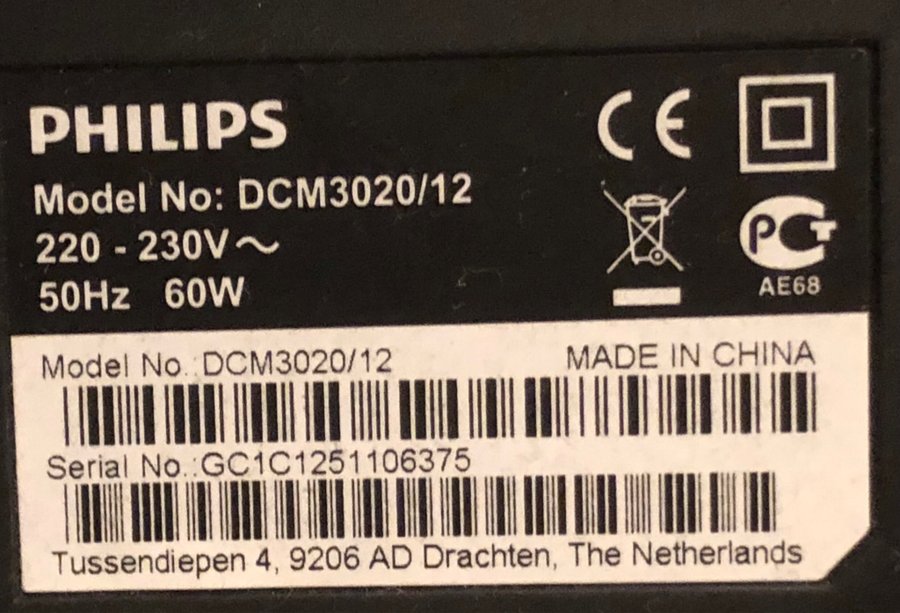 PHILIPS
Model No: DCM3020/12
220 - 230V~
50Hz 60W
CE
PCT
AE68
Model No.:DCM3020/12 MADE IN CHINA
Serial No.:GC1C1251106375
Tussendiepen 4, 9206 AD Drachten, The Netherlands